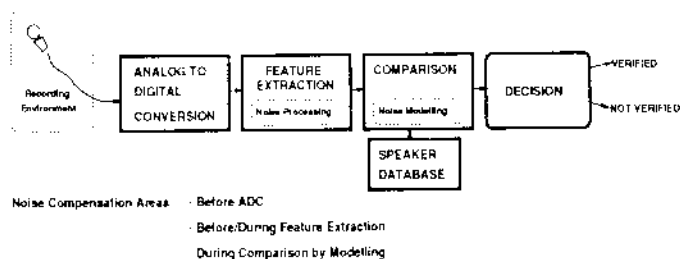 Recording
Environment
ANALOG TO
DIGITAL
CONVERSION
FEATURE
EXTRACTION
Noise Processing
COMPARISON
Noise Modelling
SPEAKER
DATABASE
DECISION
VERIFIED
NOT VERIFIED
Noise Compensation Areas - Before ADC
- Before/During Feature Extraction
During Comparison by Modelling